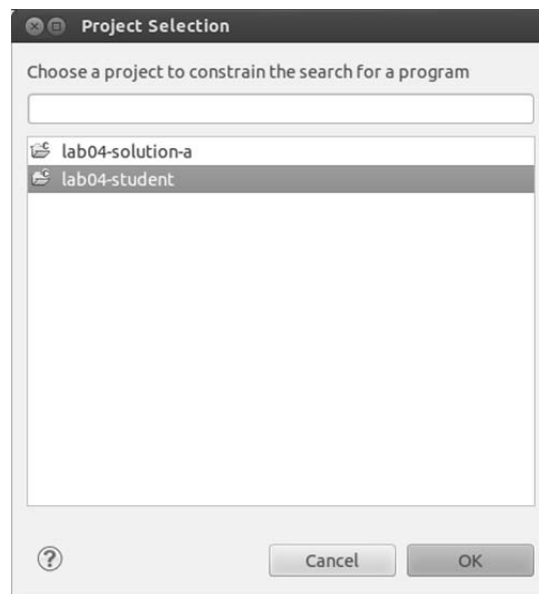 Project Selection
Choose a project to constrain the search for a program
lab04-solution-a
lab04-student
?
Cancel OK